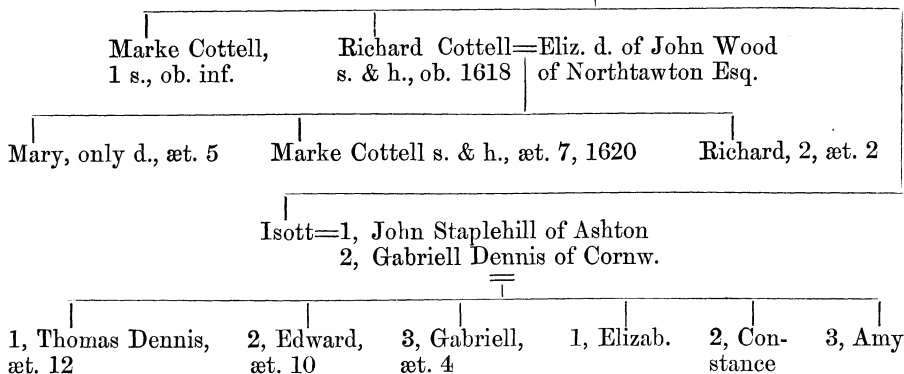 Marke Cottell,
1 s., ob. inf.
Richard Cottell=Eliz. d. of John Wood
s. & h., ob. 1618 of Northtawton Esq.
Mary, only d., æt. 5 Marke Cottell s. & h., æt. 7, 1620 Richard, 2, æt. 2
Isott=1, John Staplehill of Ashton
2, Gabriell Dennis of Cornw.
1, Thomas Dennis,
æt. 12
2, Edward,
æt. 10
3, Gabriell,
æt. 4
1, Elizab.
2, Con-
stance
3, Amy